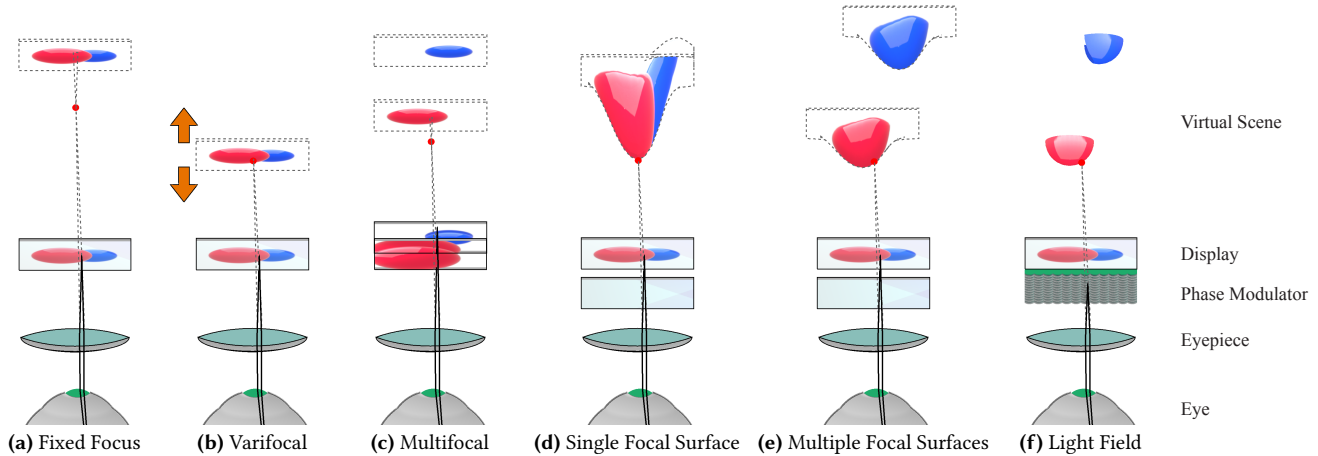 Virtual Scene
Display
Phase Modulator
Eyepiece
Eye
(a) Fixed Focus
(b) Varifocal
(c) Multifocal
(d) Single Focal Surface
(e) Multiple Focal Surfaces
(f) Light Field